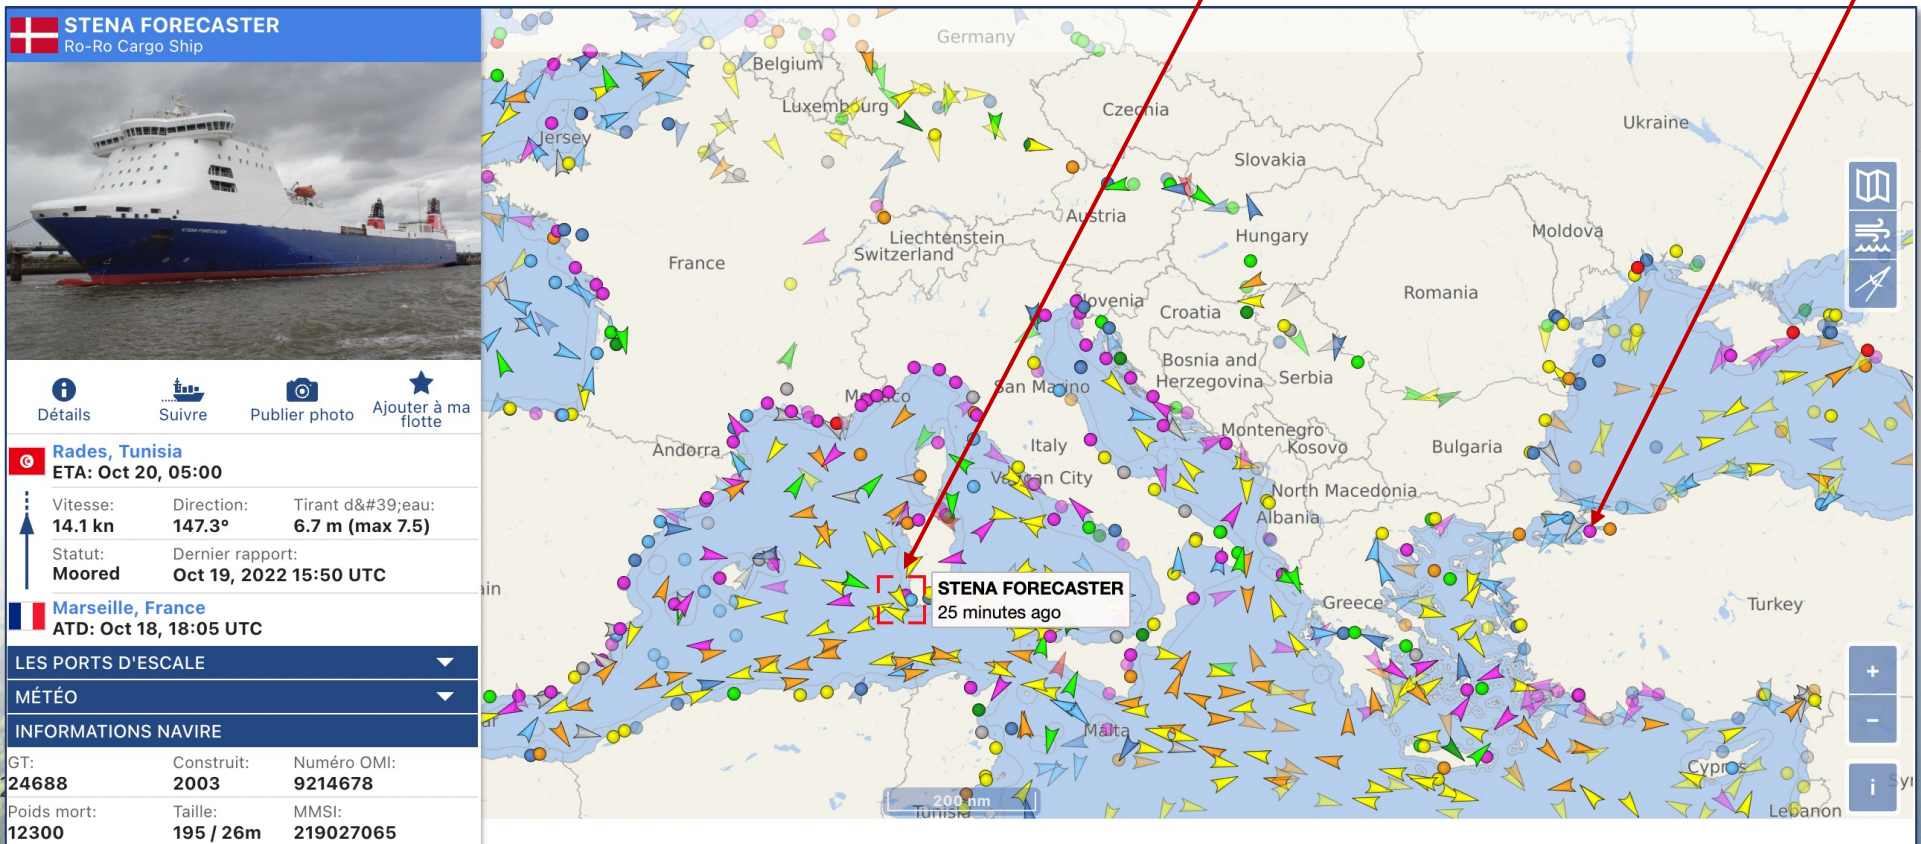 STENA FORECASTER
Ro-Ro Cargo Ship
STENA FORECASTER
Détails
Suivre
Publier photo
Ajouter à ma
flotte
Rades, Tunisia
ETA: Oct 20, 05:00
Vitesse:
Direction:
Tirant d&#39;eau:
14.1 kn
147.3°
6.7 m (max 7.5)
Statut:
Dernier rapport:
Moored
Oct 19, 2022 15:50 UTC
Marseille, France
ATD: Oct 18, 18:05 UTC
LES PORTS D'ESCALE
MÉTÉO
INFORMATIONS NAVIRE
GT:
Construit:
Numéro OMI:
24688
2003
9214678
Poids mort:
Taille:
MMSI:
12300
195 / 26m
219027065
Germany
Belgium
Luxembourg
Czechia
Ukraine
Jersey
Slovakia
Austria
Liechtenstein
Switzerland
Hungary
Moldova
France
Slovenia
Croatia
Romania
Bosnia and
Herzegovina
Serbia
San Marino
Monaco
Andorra
Italy
Montenegro
Kosovo
Bulgaria
Vatican City
North Macedonia
Albania
ain
STENA FORECASTER
25 minutes ago
Greece
Turkey
Malta
Cyprus
Syr
200 nm
Tunisia
Lebanon
+
−
i